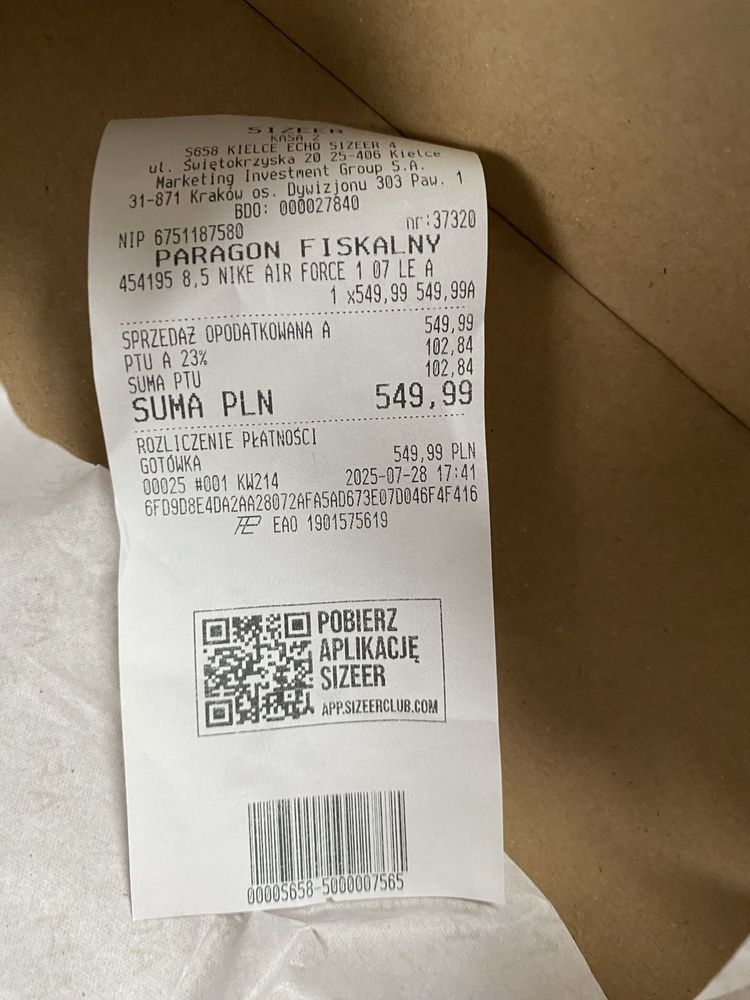 SIZEER
KASA 2
S658 KIELCE ECHO SIZEER 4
ul. Świętokrzyska 20 25-406 Kielce
Marketing Investment Group S.A.
31-871 Kraków os. Dywizjonu 303 Paw. 1
BDO: 000027840
NIP 6751187580 nr:37320
PARAGON FISKALNY
454195 8,5 NIKE AIR FORCE 1 07 LE A
1 x549,99 549,99A
SPRZEDAŻ OPODATKOWANA A 549,99
PTU A 23% 102,84
SUMA PTU 102,84
SUMA PLN 549,99
ROZLICZENIE PŁATNOŚCI
GOTÓWKA 549,99 PLN
00025 #001 KW214 2025-07-28 17:41
6FD9D8E4DA2AA28072AFA5AD673E07D046F4F416
EAO 1901575619
POBIERZ
APLIKACJĘ
SIZEER
APP.SIZEERCLUB.COM
0000S658-5000007565